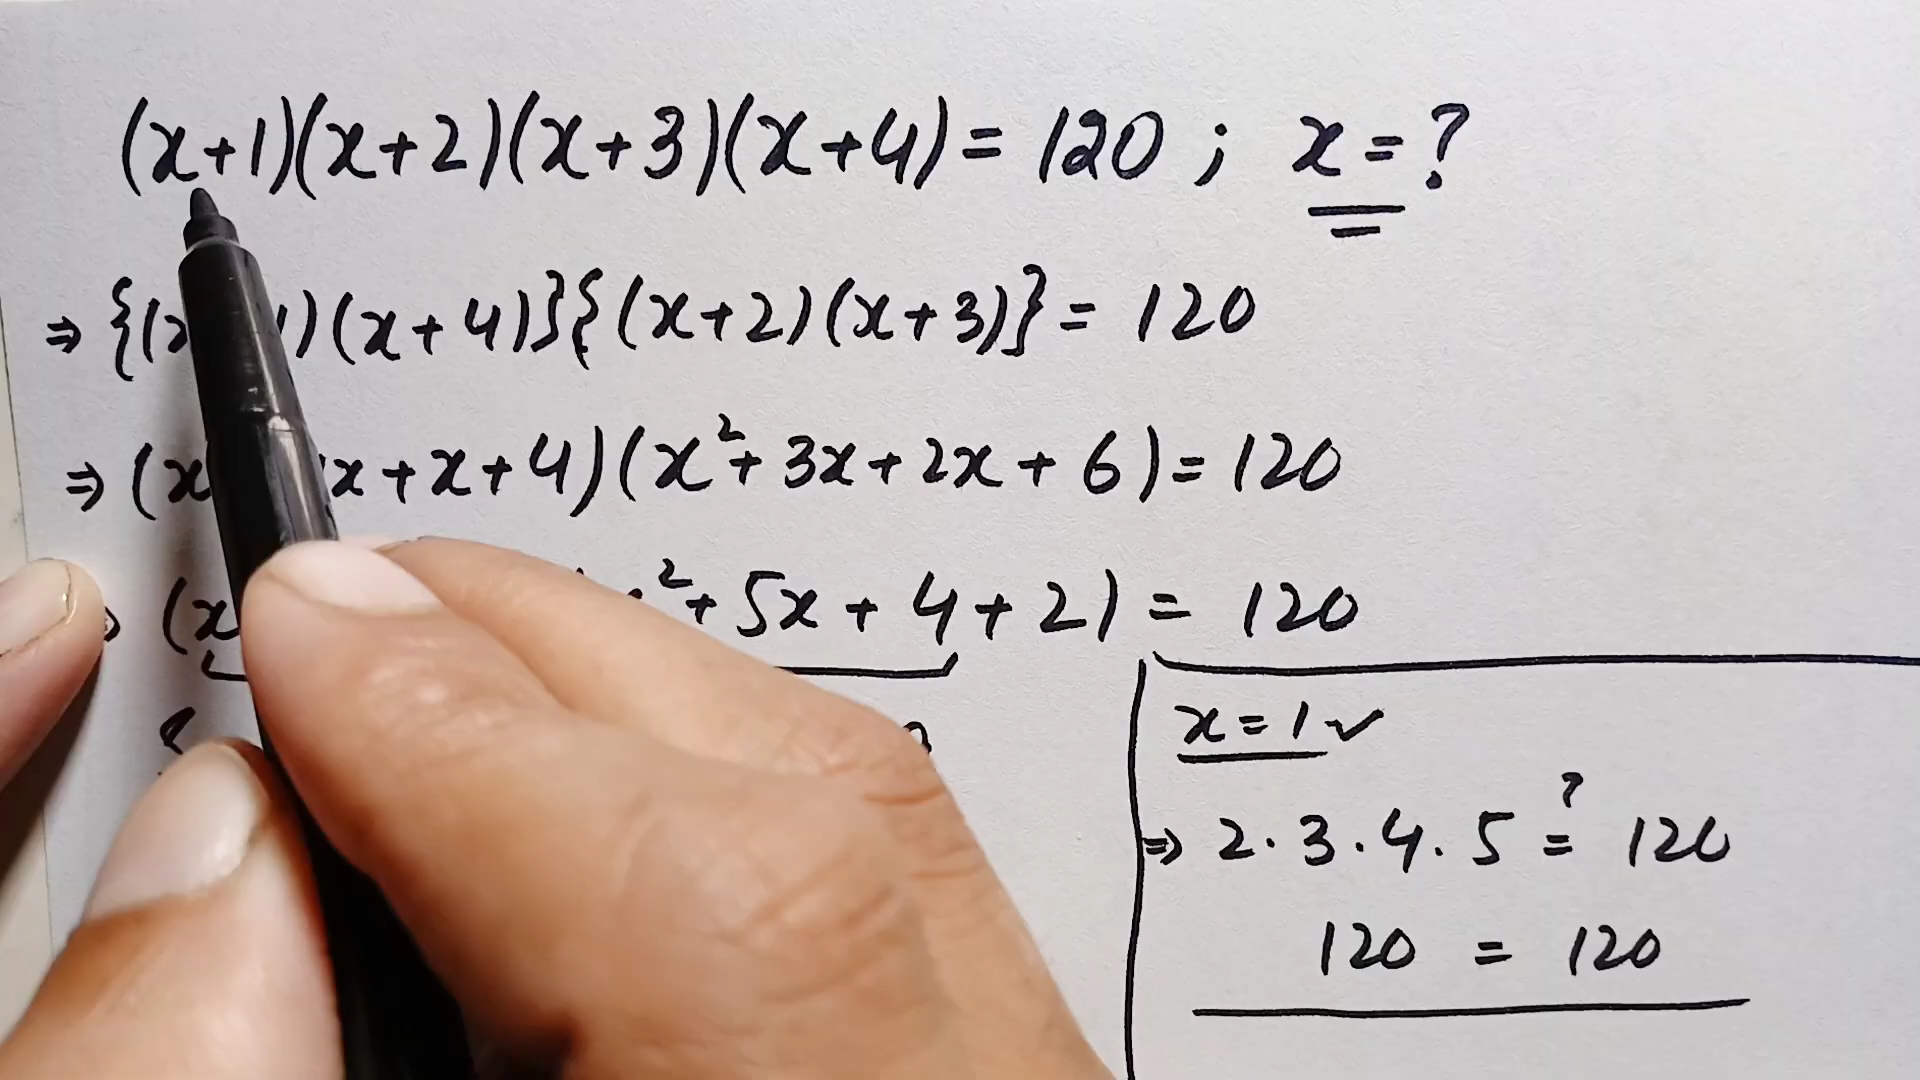 (x+1)(x+2)(x+3)(x+4) = 120 ; x = ?
⇒ {(x 1)(x+4)}{(x+2)(x+3)} = 120
⇒ (x x + x + 4)(x² + 3x + 2x + 6) = 120
(x ² + 5x + 4 + 2) = 120
x = 1 ✓
⇒ 2 · 3 · 4 · 5 ?= 120
120 = 120